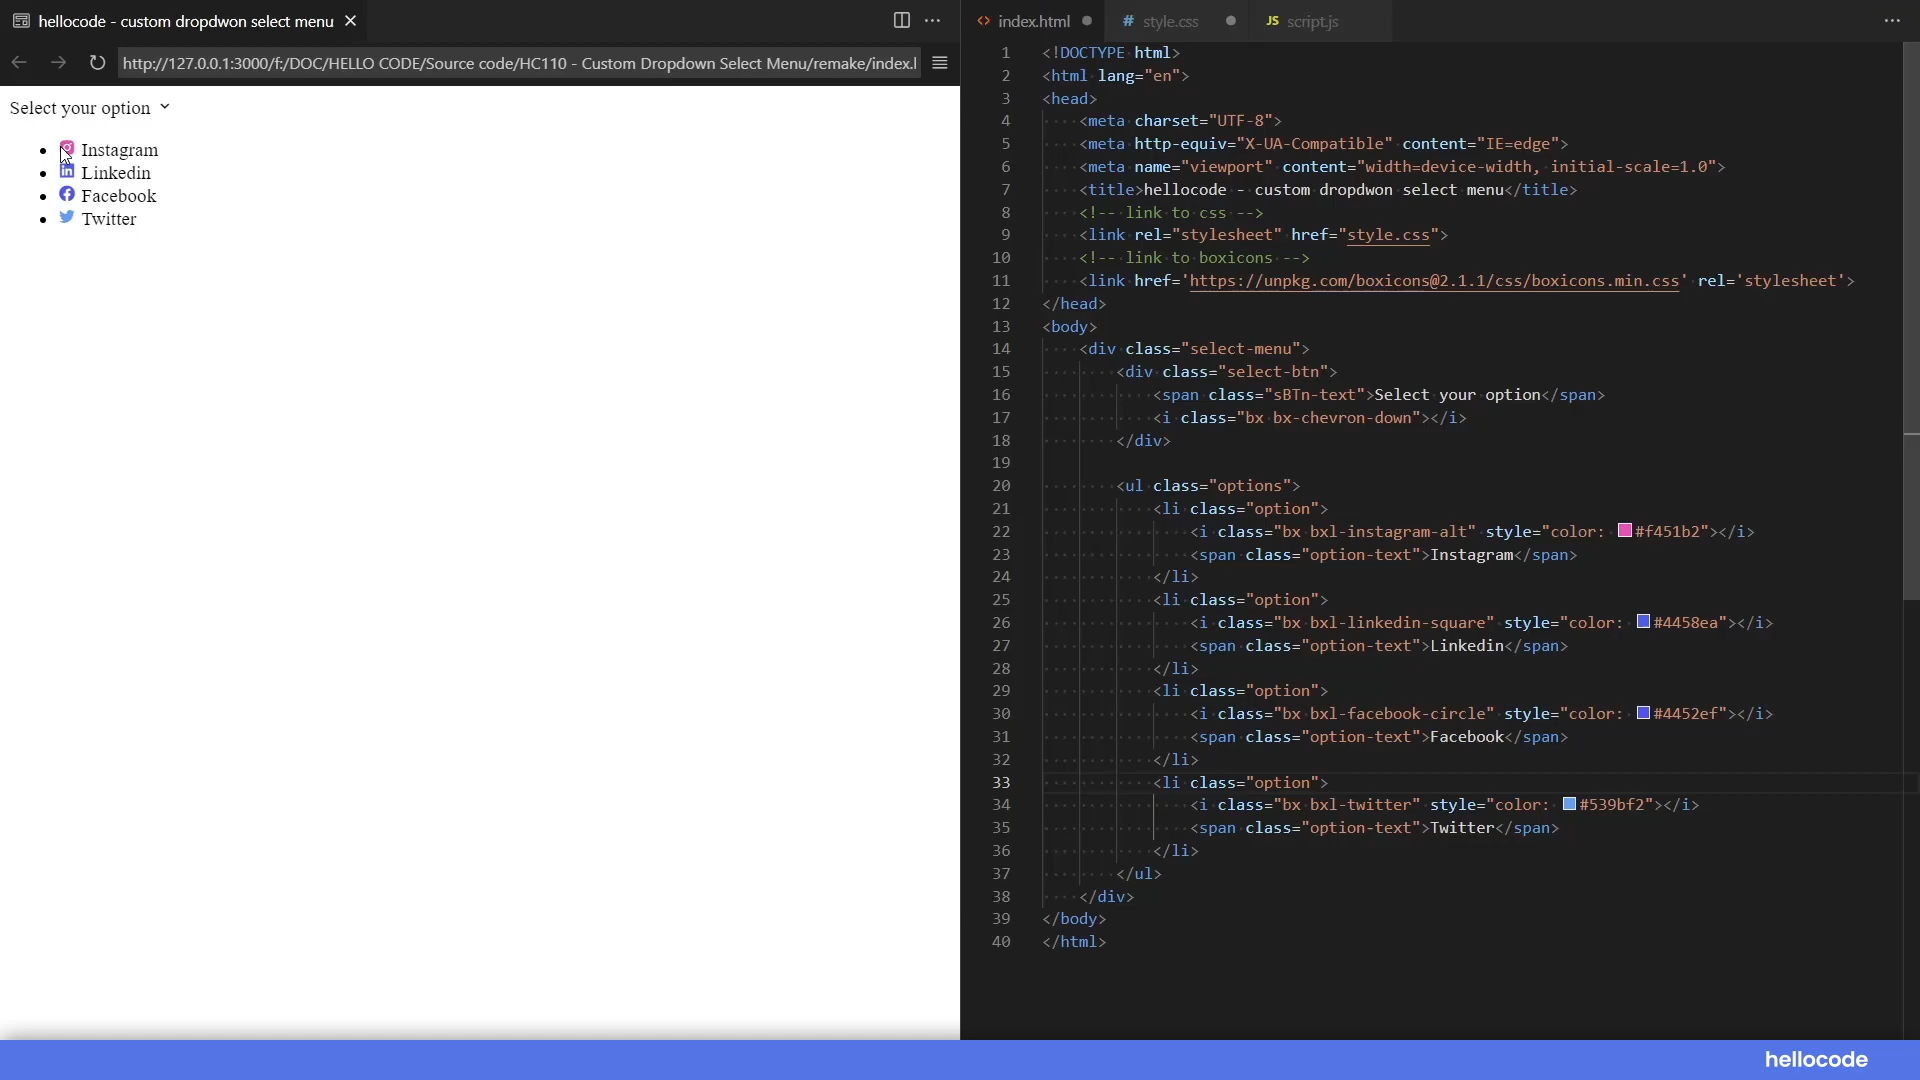 hellocode - custom dropdwon select menu
http://127.0.0.1:3000/f:/DOC/HELLO CODE/Source code/HC110 - Custom Dropdown Select Menu/remake/index.l
Select your option
Instagram
Linkedin
Facebook
Twitter
index.html
# style.css
JS script.js
1 <!DOCTYPE html>
2 <html lang="en">
3 <head>
4 <meta charset="UTF-8">
5 <meta http-equiv="X-UA-Compatible" content="IE=edge">
6 <meta name="viewport" content="width=device-width, initial-scale=1.0">
7 <title>hellocode - custom dropdwon select menu</title>
8 <!-- link to css -->
9 <link rel="stylesheet" href="style.css">
10 <!-- link to boxicons -->
11 <link href='https://unpkg.com/boxicons@2.1.1/css/boxicons.min.css' rel='stylesheet'>
12 </head>
13 <body>
14 <div class="select-menu">
15 <div class="select-btn">
16 <span class="sBTn-text">Select your option</span>
17 <i class="bx bx-chevron-down"></i>
18 </div>
19
20 <ul class="options">
21 <li class="option">
22 <i class="bx bxl-instagram-alt" style="color: #f451b2"></i>
23 <span class="option-text">Instagram</span>
24 </li>
25 <li class="option">
26 <i class="bx bxl-linkedin-square" style="color: #4458ea"></i>
27 <span class="option-text">Linkedin</span>
28 </li>
29 <li class="option">
30 <i class="bx bxl-facebook-circle" style="color: #4452ef"></i>
31 <span class="option-text">Facebook</span>
32 </li>
33 <li class="option">
34 <i class="bx bxl-twitter" style="color: #539bf2"></i>
35 <span class="option-text">Twitter</span>
36 </li>
37 </ul>
38 </div>
39 </body>
40 </html>
hellocode